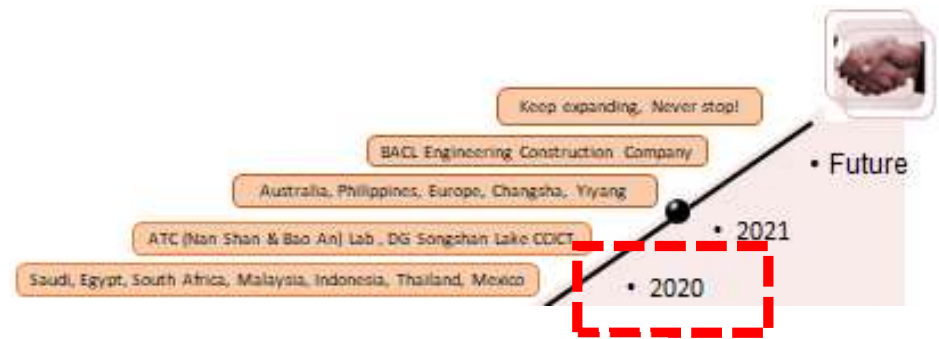 Keep expanding, Never stop!
BACL Engineering Construction Company
• Future
Australia, Philippines, Europe, Changsha, Yiyang
• 2021
ATC (Nan Shan & Bao An) Lab , DG Songshan Lake CCICT
Saudi, Egypt, South Africa, Malaysia, Indonesia, Thailand, Mexico
• 2020